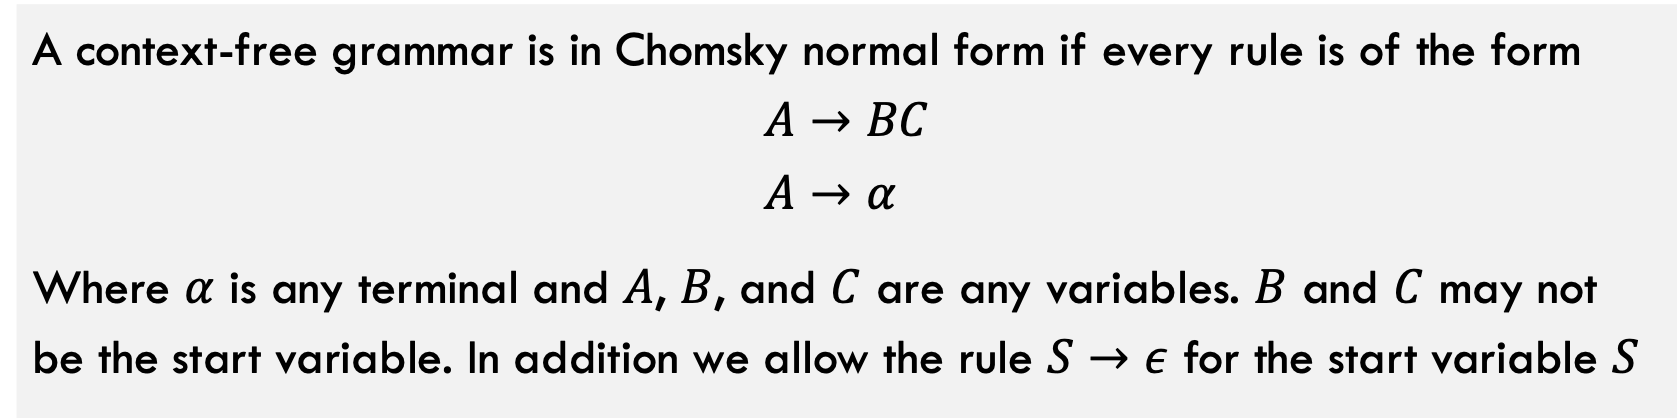 A context-free grammar is in Chomsky normal form if every rule is of the form
A → BC
A → α
Where α is any terminal and A, B, and C are any variables. B and C may not
be the start variable. In addition we allow the rule S → ϵ for the start variable S